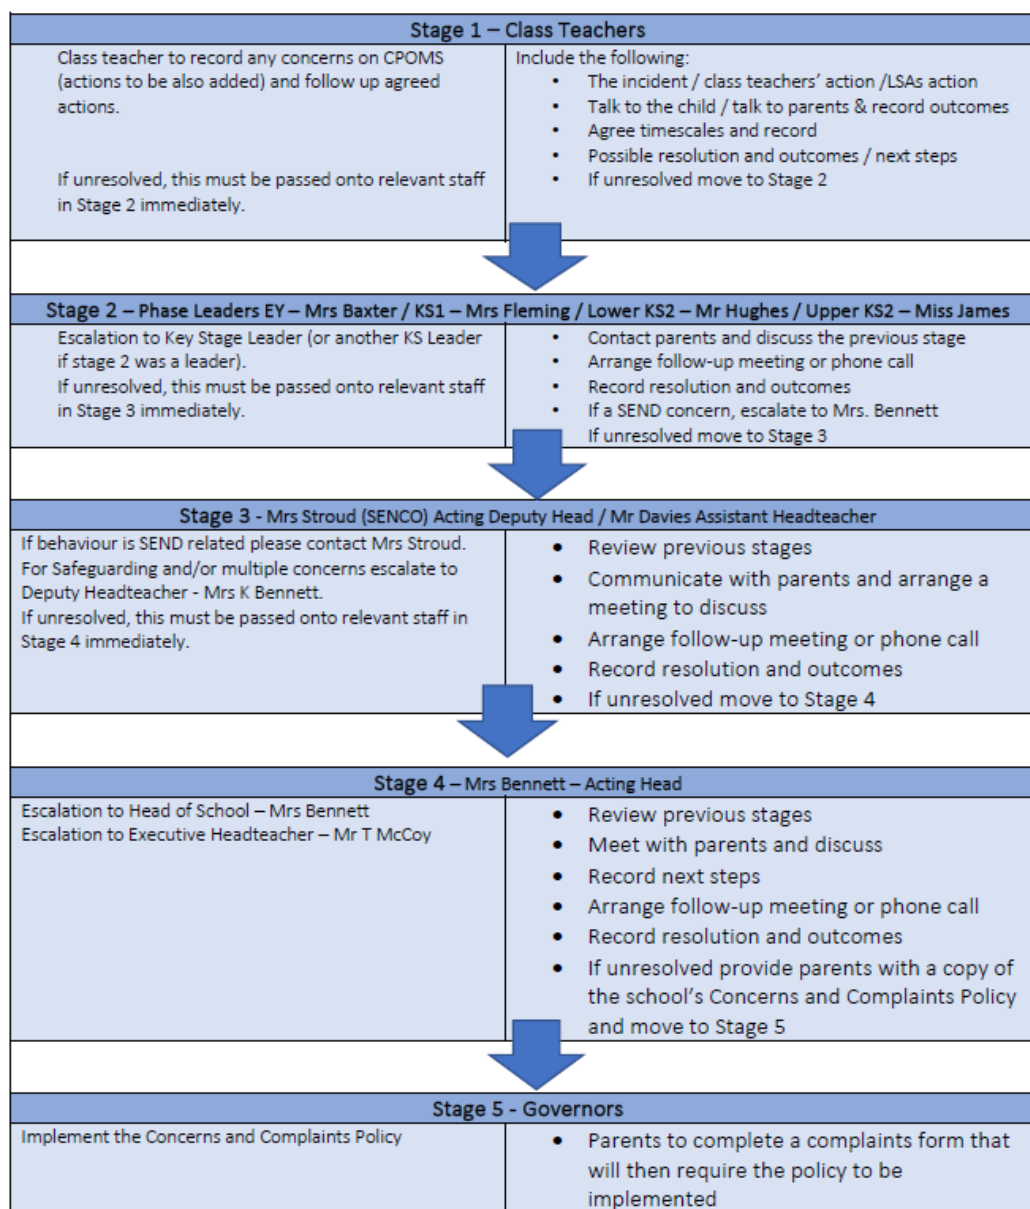 Stage 1 – Class Teachers
Class teacher to record any concerns on CPOMS
(actions to be also added) and follow up agreed
actions.
If unresolved, this must be passed onto relevant staff
in Stage 2 immediately.
Include the following:
• The incident / class teachers' action /LSAs action
• Talk to the child / talk to parents & record outcomes
• Agree timescales and record
• Possible resolution and outcomes / next steps
• If unresolved move to Stage 2
Stage 2 – Phase Leaders EY – Mrs Baxter / KS1 – Mrs Fleming / Lower KS2 – Mr Hughes / Upper KS2 – Miss James
Escalation to Key Stage Leader (or another KS Leader
if stage 2 was a leader).
If unresolved, this must be passed onto relevant staff
in Stage 3 immediately.
• Contact parents and discuss the previous stage
• Arrange follow-up meeting or phone call
• Record resolution and outcomes
• If a SEND concern, escalate to Mrs. Bennett
If unresolved move to Stage 3
Stage 3 - Mrs Stroud (SENCO) Acting Deputy Head / Mr Davies Assistant Headteacher
If behaviour is SEND related please contact Mrs Stroud.
For Safeguarding and/or multiple concerns escalate to
Deputy Headteacher - Mrs K Bennett.
If unresolved, this must be passed onto relevant staff in
Stage 4 immediately.
• Review previous stages
• Communicate with parents and arrange a
meeting to discuss
• Arrange follow-up meeting or phone call
• Record resolution and outcomes
• If unresolved move to Stage 4
Stage 4 – Mrs Bennett – Acting Head
Escalation to Head of School – Mrs Bennett
Escalation to Executive Headteacher – Mr T McCoy
• Review previous stages
• Meet with parents and discuss
• Record next steps
• Arrange follow-up meeting or phone call
• Record resolution and outcomes
• If unresolved provide parents with a copy of
the school's Concerns and Complaints Policy
and move to Stage 5
Stage 5 - Governors
Implement the Concerns and Complaints Policy
• Parents to complete a complaints form that
will then require the policy to be
implemented